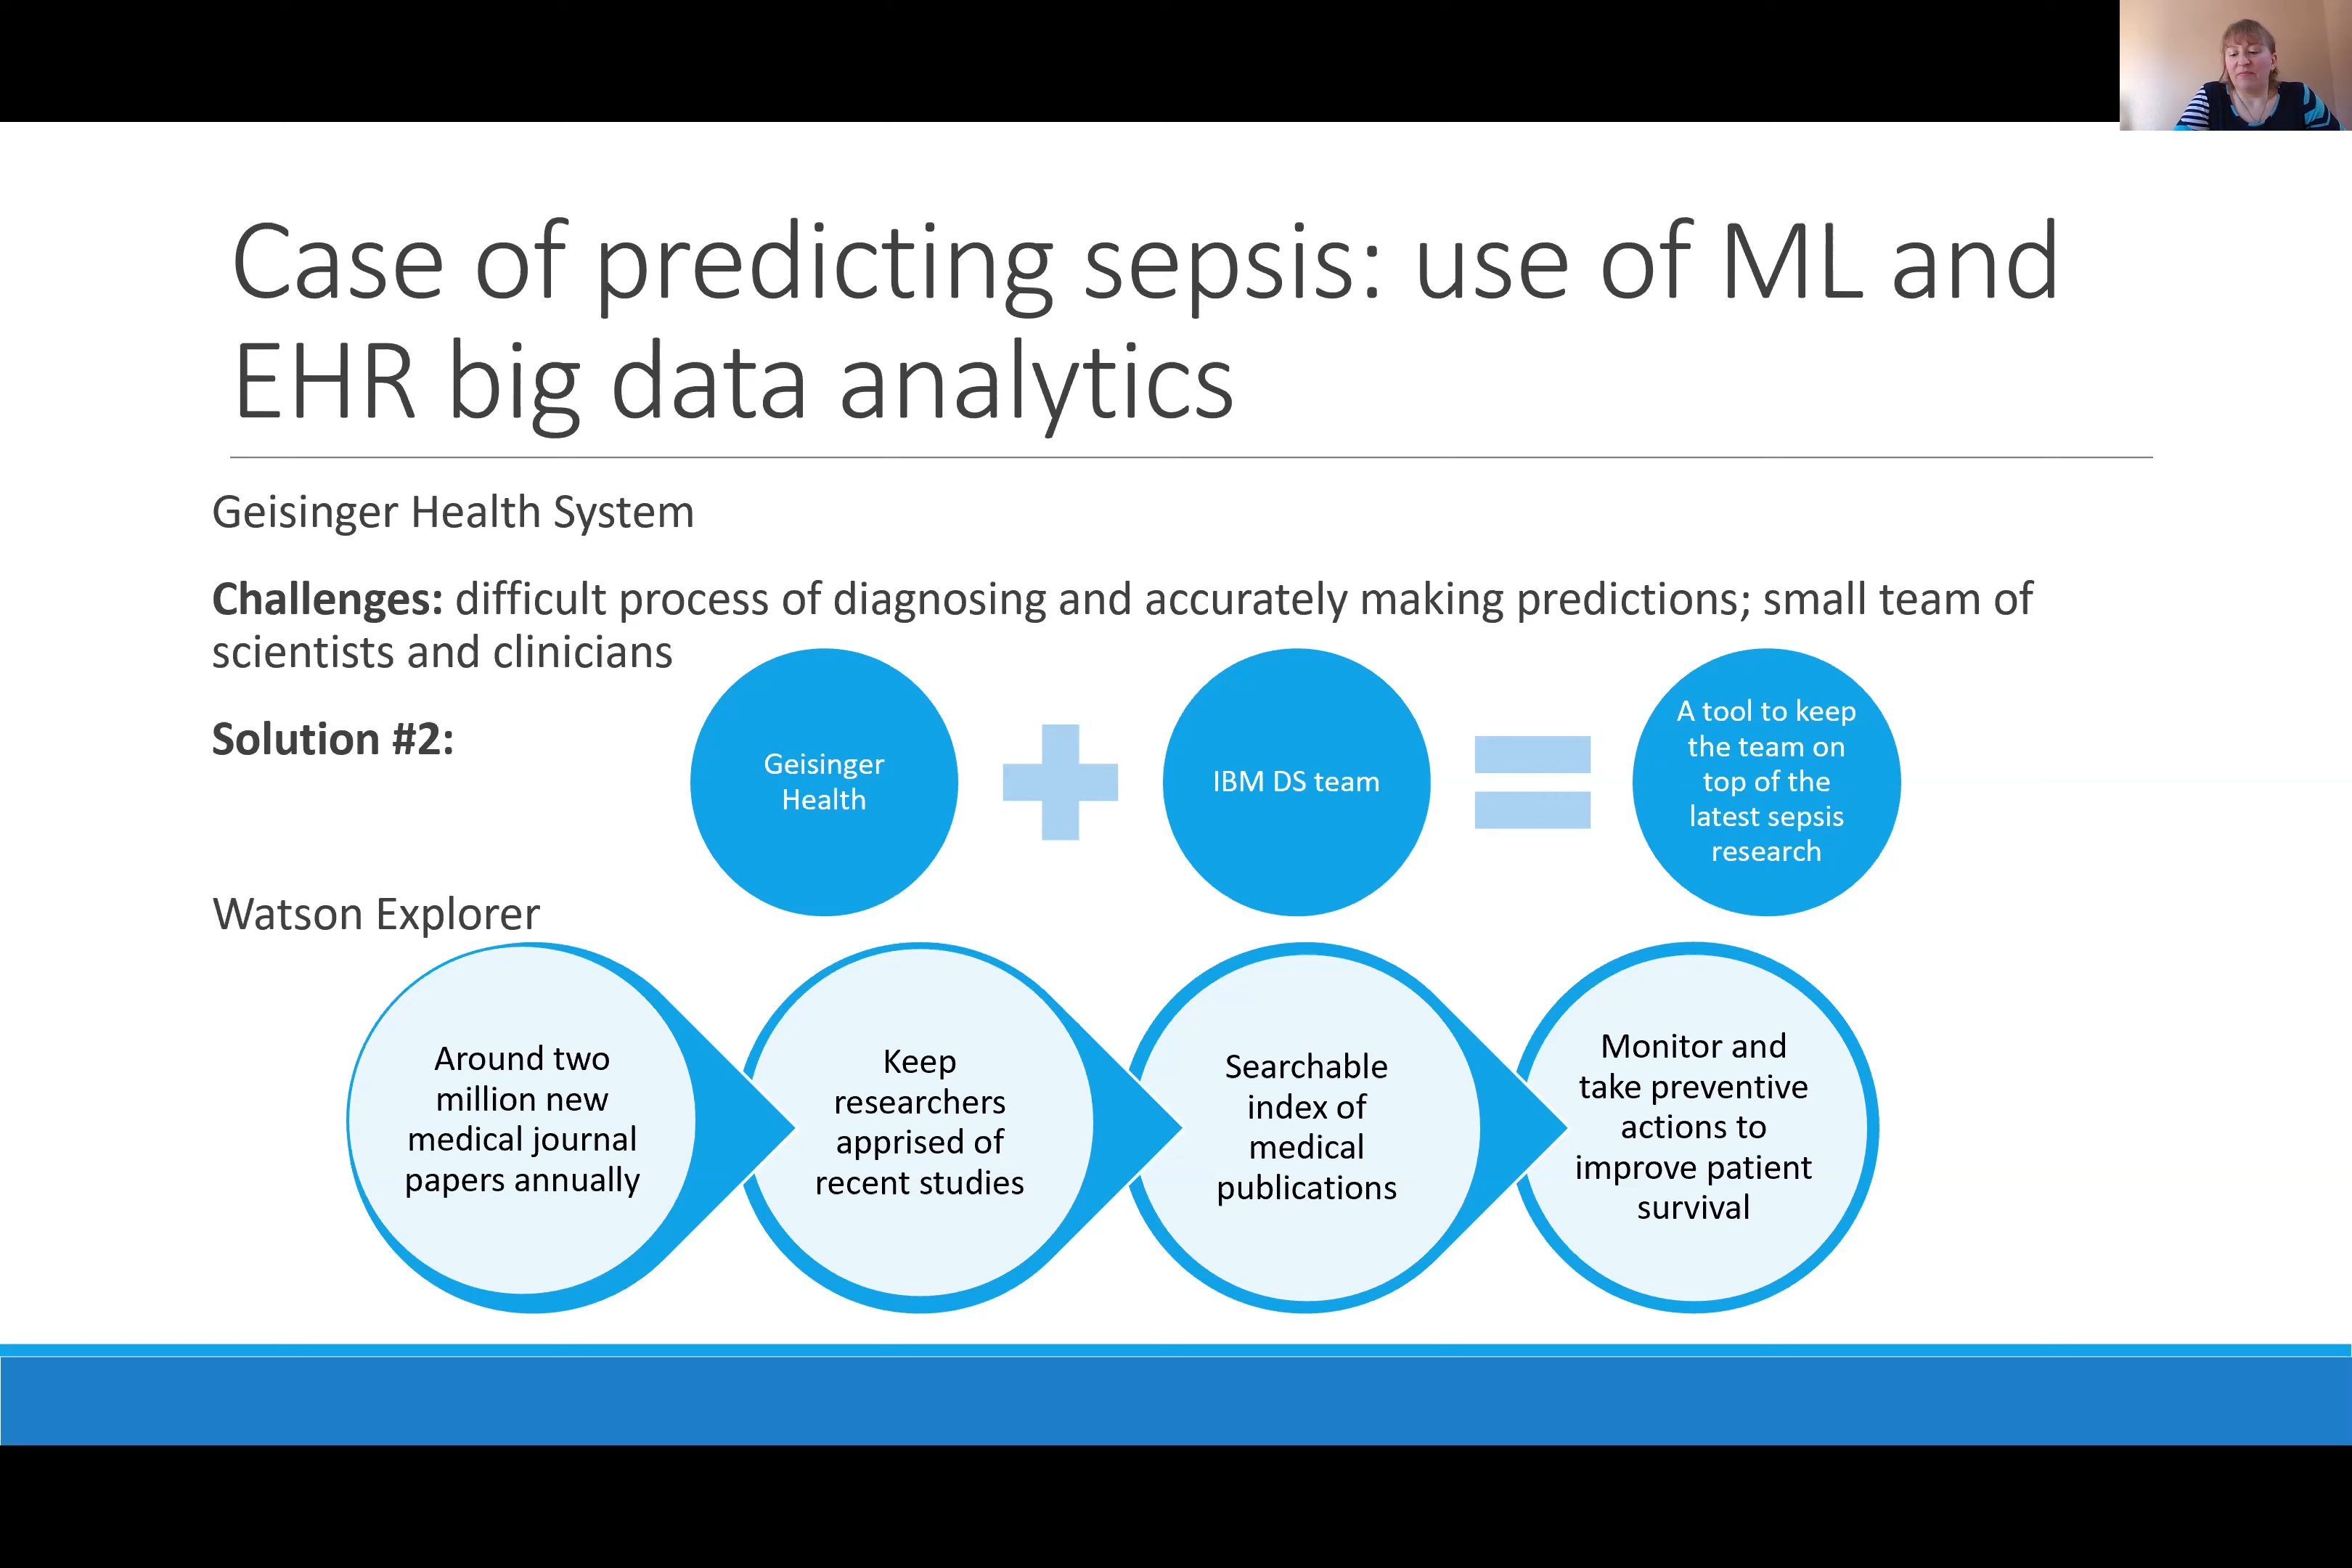 Case of predicting sepsis: use of ML and
EHR big data analytics
Geisinger Health System
Challenges: difficult process of diagnosing and accurately making predictions; small team of
scientists and clinicians
Solution #2:
Geisinger
Health
IBM DS team
A tool to keep
the team on
top of the
latest sepsis
research
Watson Explorer
Around two
million new
medical journal
papers annually
Keep
researchers
apprised of
recent studies
Searchable
index of
medical
publications
Monitor and
take preventive
actions to
improve patient
survival